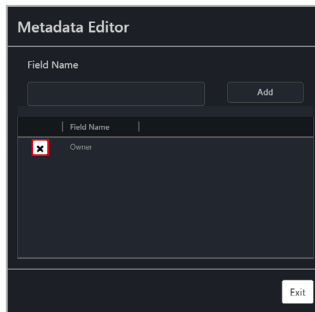 Metadata Editor
Field Name
Add
Field Name
Owner
Exit